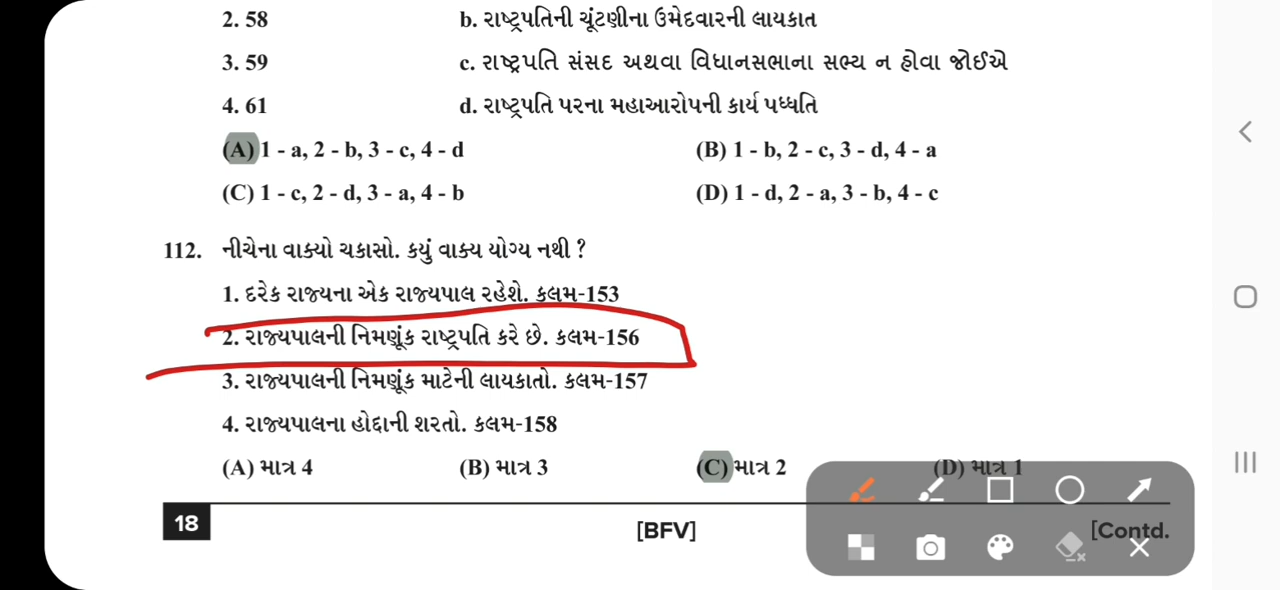 2. 58 b. રાષ્ટ્રપતિની ચૂંટણીના ઉમેદવારની લાયકાત
3. 59 c. રાષ્ટ્રપતિ સંસદ અથવા વિધાનસભાના સભ્ય ન હોવા જોઈએ
4. 61 d. રાષ્ટ્રપતિ પરના મહાઆરોપની કાર્ય પધ્ધતિ
(A) 1 - a, 2 - b, 3 - c, 4 - d (B) 1 - b, 2 - c, 3 - d, 4 - a
(C) 1 - c, 2 - d, 3 - a, 4 - b (D) 1 - d, 2 - a, 3 - b, 4 - c
112. નીચેના વાક્યો ચકાસો. કયું વાક્ય યોગ્ય નથી ?
1. દરેક રાજ્યના એક રાજ્યપાલ રહેશે. કલમ-153
2. રાજ્યપાલની નિમણૂંક રાષ્ટ્રપતિ કરે છે. કલમ-156
3. રાજ્યપાલની નિમણૂંક માટેની લાયકાતો. કલમ-157
4. રાજ્યપાલના હોદ્દાની શરતો. કલમ-158
(A) માત્ર 4 (B) માત્ર 3 (C) માત્ર 2 (D) માત્ર 1
18 [BFV] [Contd.